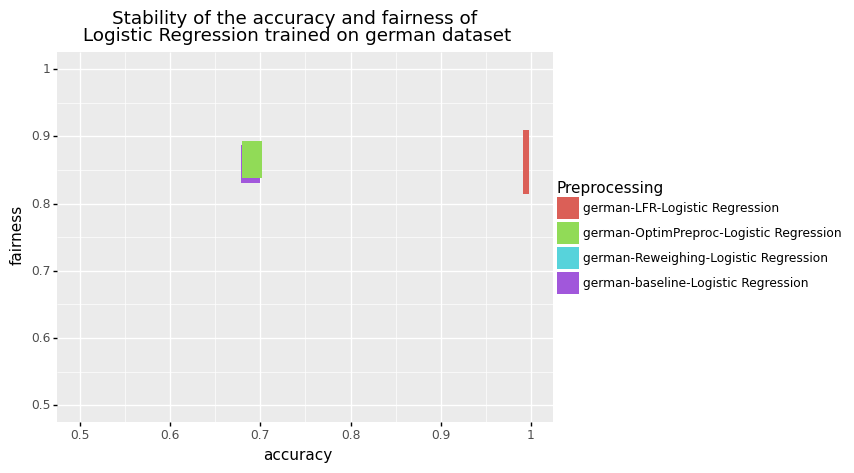 Stability of the accuracy and fairness of
Logistic Regression trained on german dataset
1
0.9
0.8
0.7
0.6
0.5
fairness
0.5 0.6 0.7 0.8 0.9 1
accuracy
Preprocessing
german-LFR-Logistic Regression
german-OptimPreproc-Logistic Regression
german-Reweighing-Logistic Regression
german-baseline-Logistic Regression